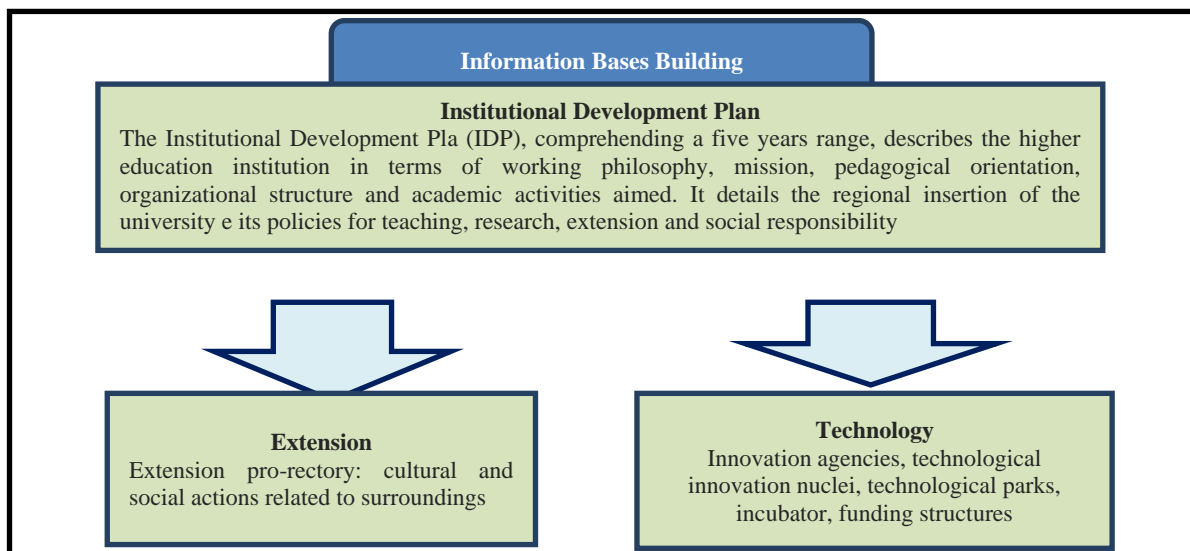 Information Bases Building
Institutional Development Plan
The Institutional Development Pla (IDP), comprehending a five years range, describes the higher
education institution in terms of working philosophy, mission, pedagogical orientation,
organizational structure and academic activities aimed. It details the regional insertion of the
university e its policies for teaching, research, extension and social responsibility
Extension
Extension pro-rectory: cultural and
social actions related to surroundings
Technology
Innovation agencies, technological
innovation nuclei, technological parks,
incubator, funding structures